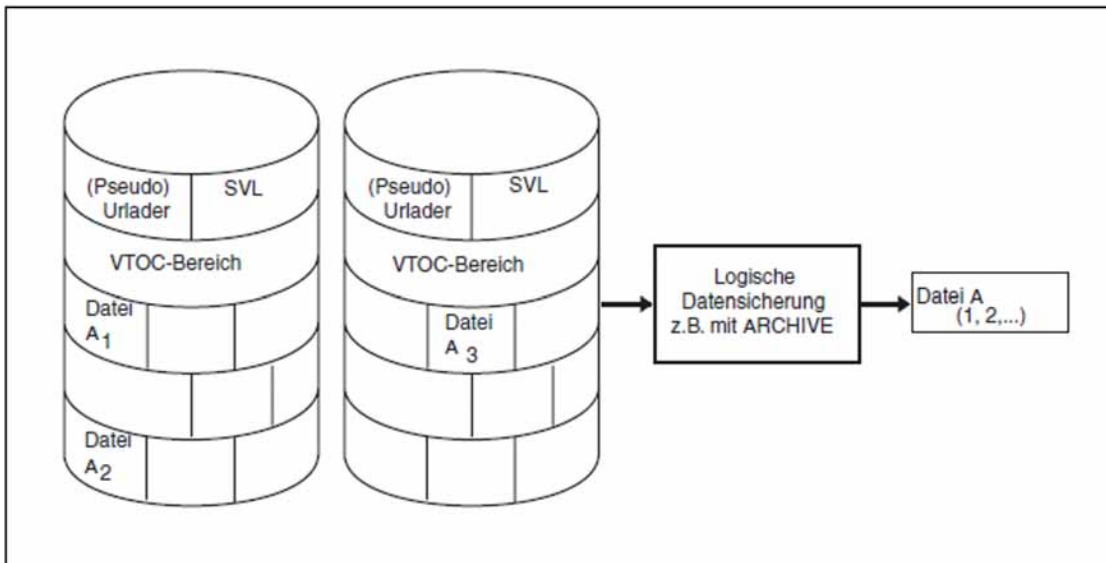 (Pseudo)
Urlader
SVL
VTOC-Bereich
Datei
A1
Datei
A2
(Pseudo)
Urlader
SVL
VTOC-Bereich
Datei
A 3
Logische
Datensicherung
z.B. mit ARCHIVE
Datei A
(1, 2,...)